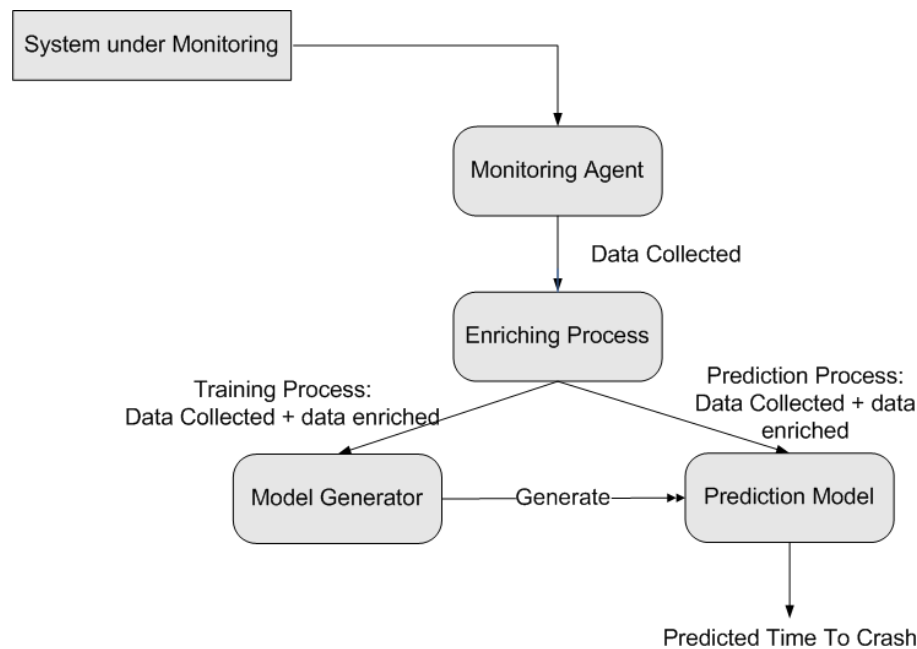 System under Monitoring
Monitoring Agent
Data Collected
Enriching Process
Training Process:
Data Collected + data enriched
Prediction Process:
Data Collected + data
enriched
Model Generator
Generate
Prediction Model
Predicted Time To Crash